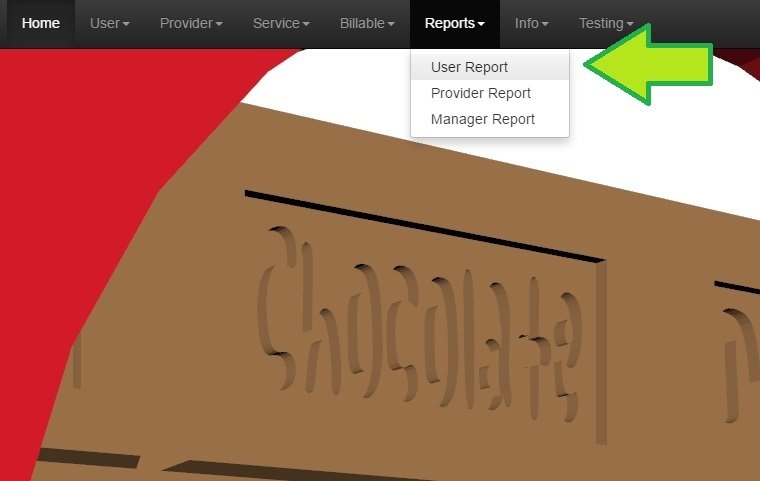 Home User Provider Service Billable Reports Info Testing
User Report
Provider Report
Manager Report
Chocolate